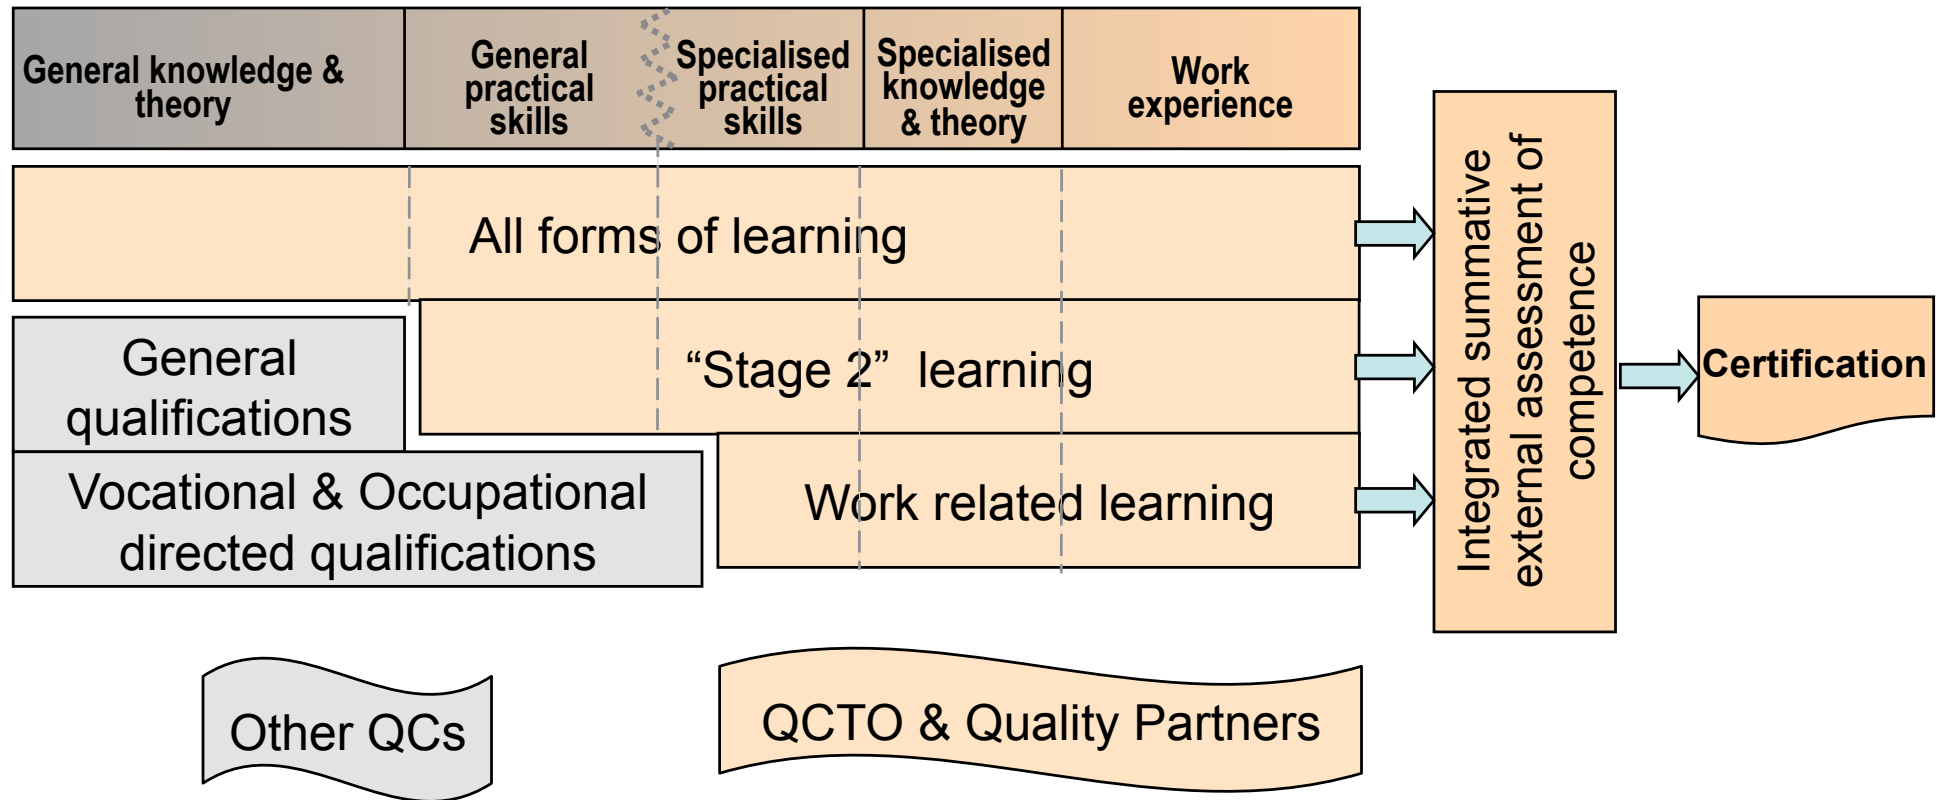 General knowledge &
theory
General
practical
skills
Specialised
practical
skills
Specialised
knowledge
& theory
Work
experience
All forms of learning
General
qualifications
“Stage 2” learning
Vocational & Occupational
directed qualifications
Work related learning
Integrated summative
external assessment of
competence
Certification
Other QCs
QCTO & Quality Partners